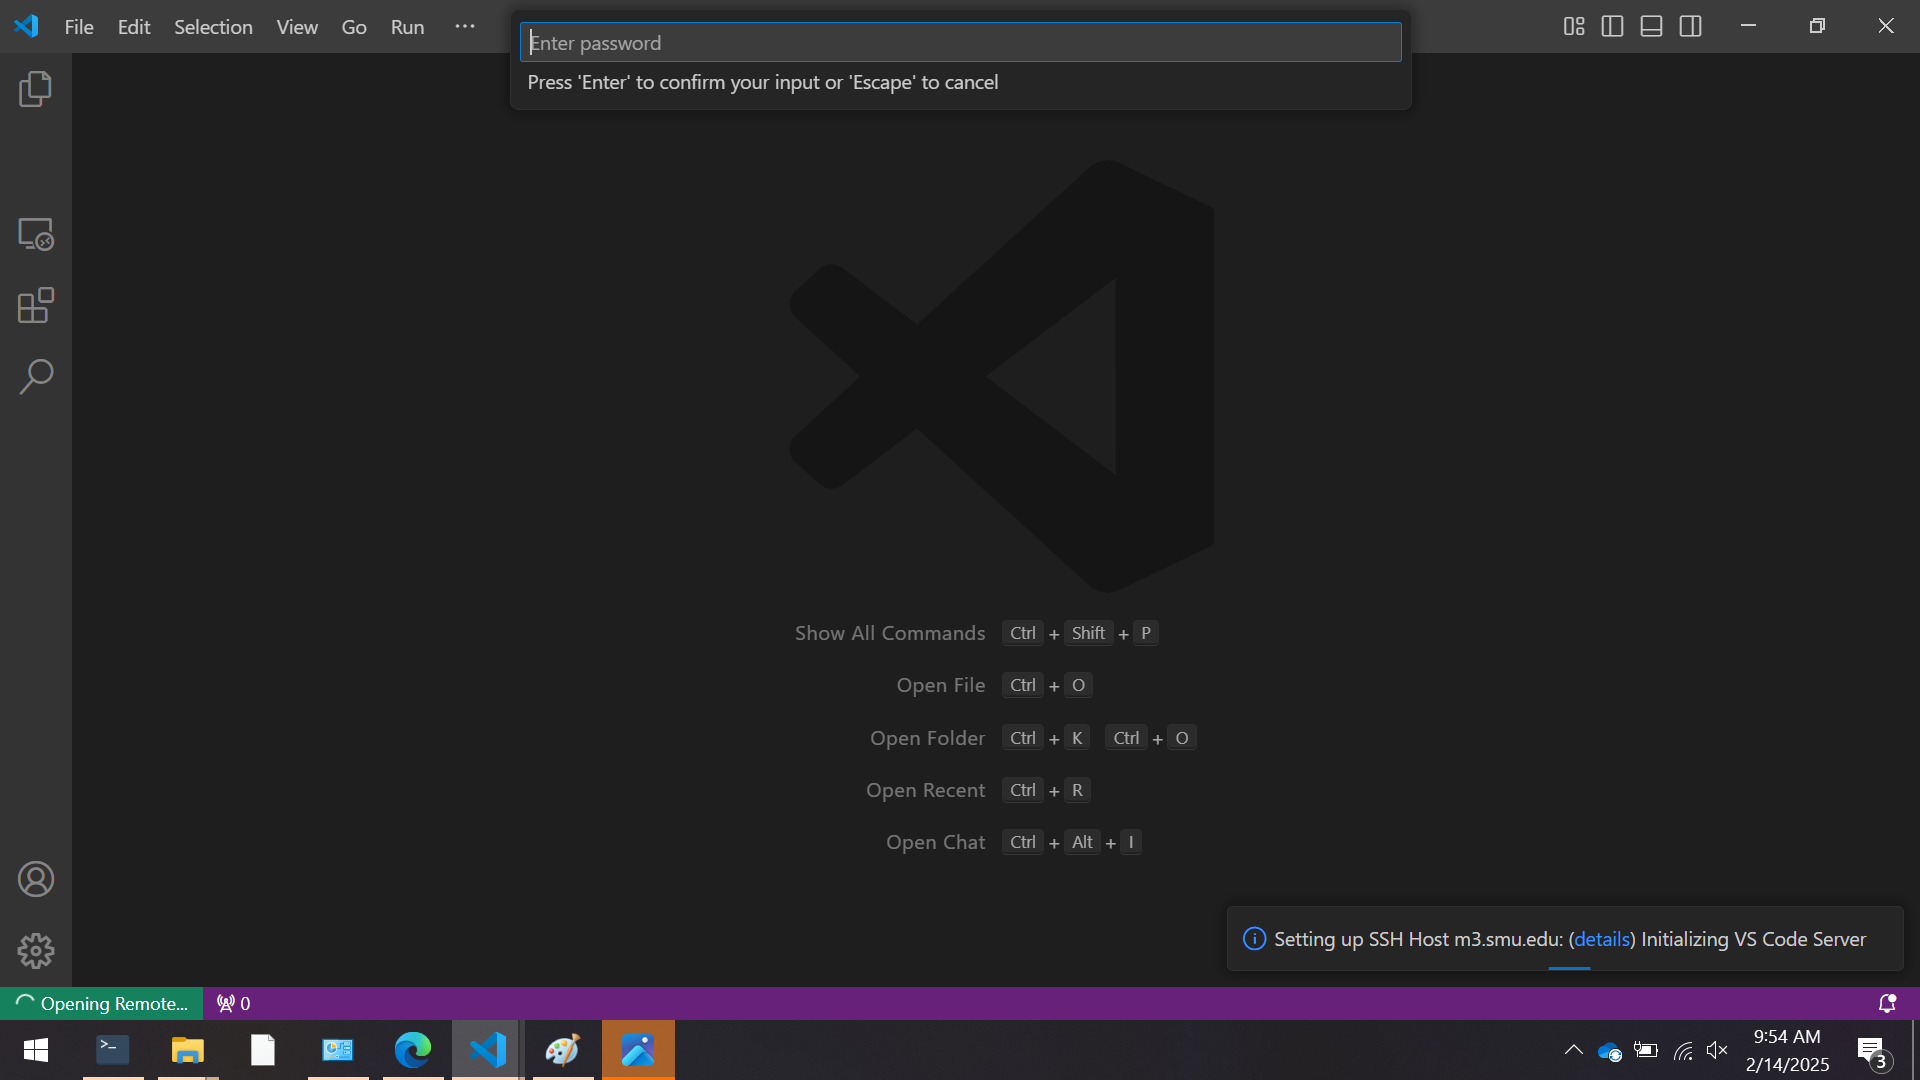 File Edit Selection View Go Run ···
Enter password
Press 'Enter' to confirm your input or 'Escape' to cancel
Show All Commands Ctrl + Shift + P
Open File Ctrl + O
Open Folder Ctrl + K Ctrl + O
Open Recent Ctrl + R
Open Chat Ctrl + Alt + I
Setting up SSH Host m3.smu.edu: (details) Initializing VS Code Server
Opening Remote... 0
9:54 AM
2/14/2025
3